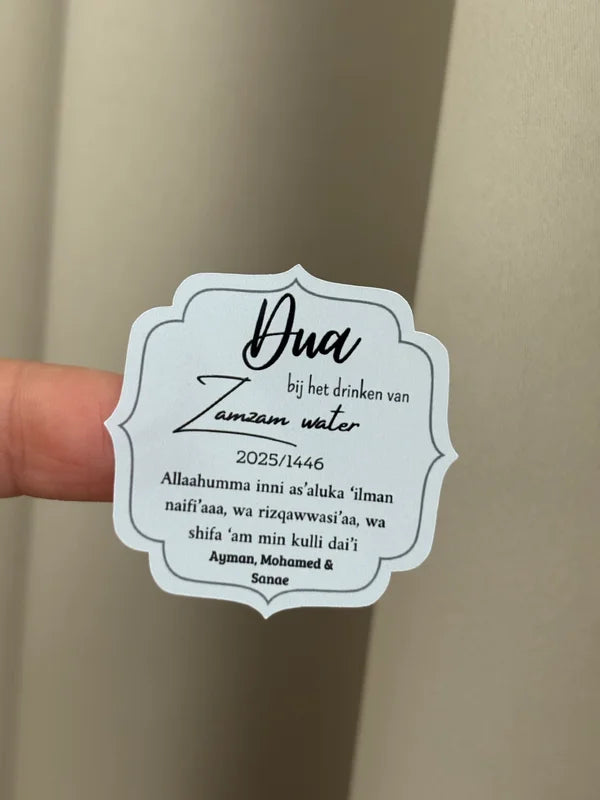 Dua
bij het drinken van
Zamzam water
2025/1446
Allaahumma inni as'aluka 'ilman
naifi'aaa, wa rizqawwasi'aa, wa
shifa 'am min kulli dai'i
Ayman, Mohamed &
Sanae